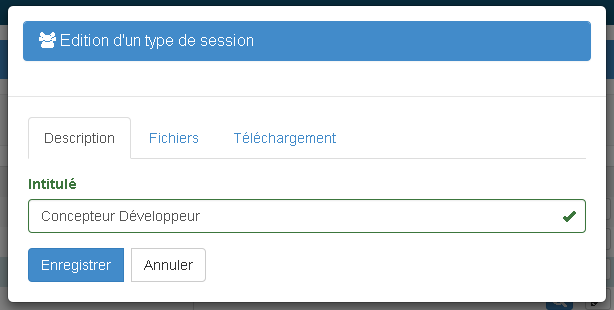 Edition d'un type de session
Description
Fichiers
Téléchargement
Intitulé
Concepteur Développeur
Enregistrer
Annuler